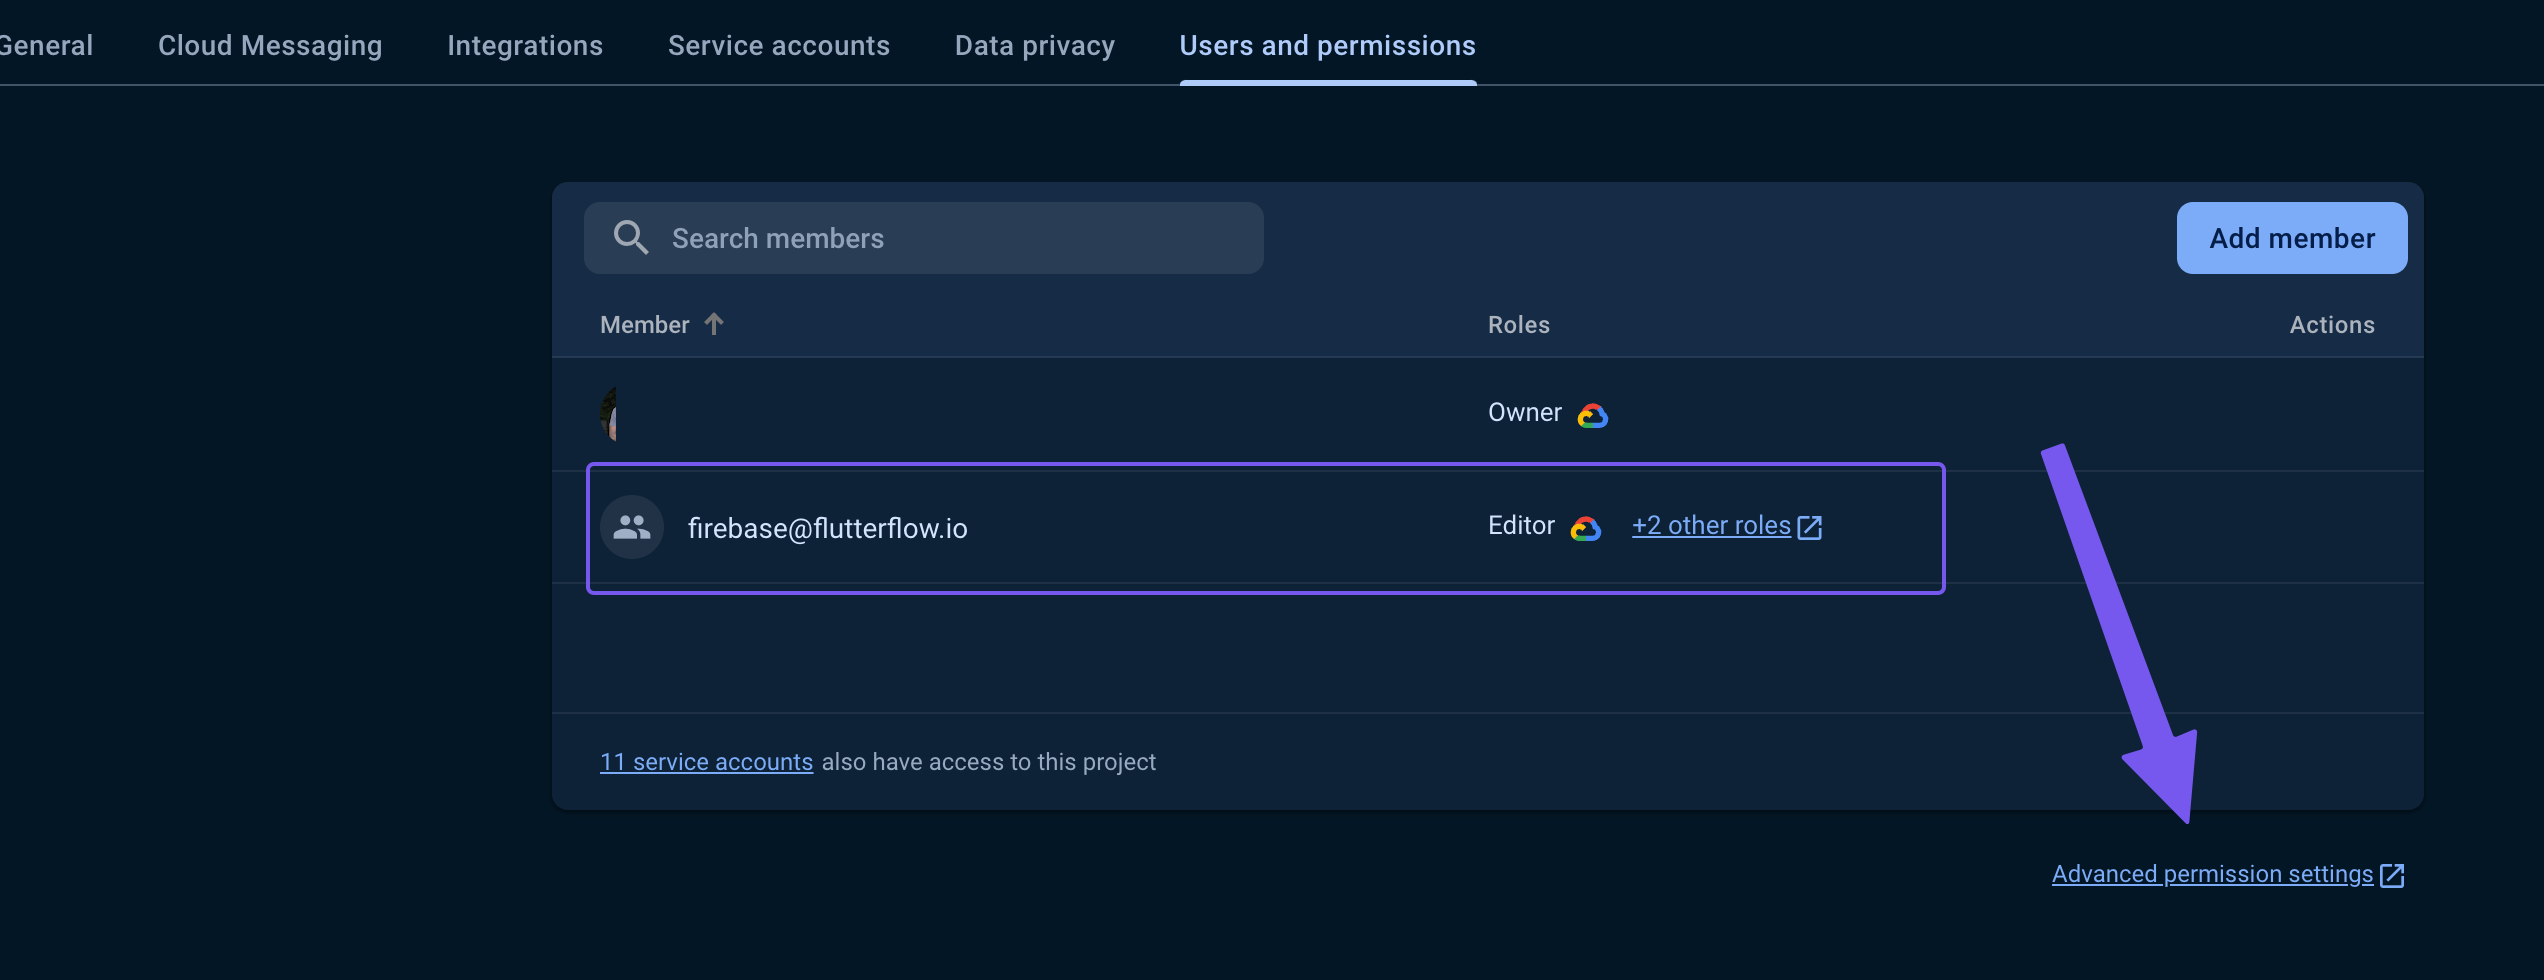 General Cloud Messaging Integrations Service accounts Data privacy Users and permissions
Search members Add member
Member Roles Actions
Owner
firebase@flutterflow.io Editor +2 other roles
11 service accounts also have access to this project
Advanced permission settings